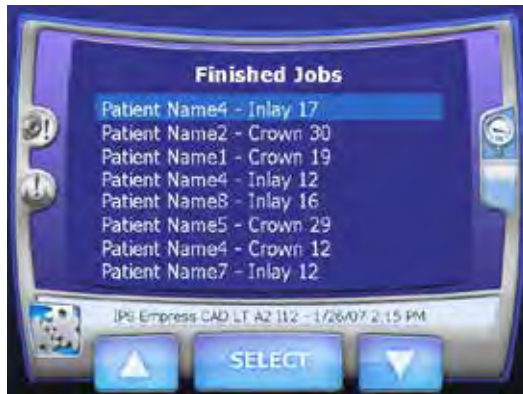 Finished Jobs
Patient Name4 - Inlay 17
Patient Name2 - Crown 30
Patient Name1 - Crown 19
Patient Name4 - Inlay 12
Patient Name8 - Inlay 16
Patient Name5 - Crown 29
Patient Name4 - Crown 12
Patient Name7 - Inlay 12
IPS Empress CAD LT A2 I12 - 1/26/07 2:15 PM
SELECT